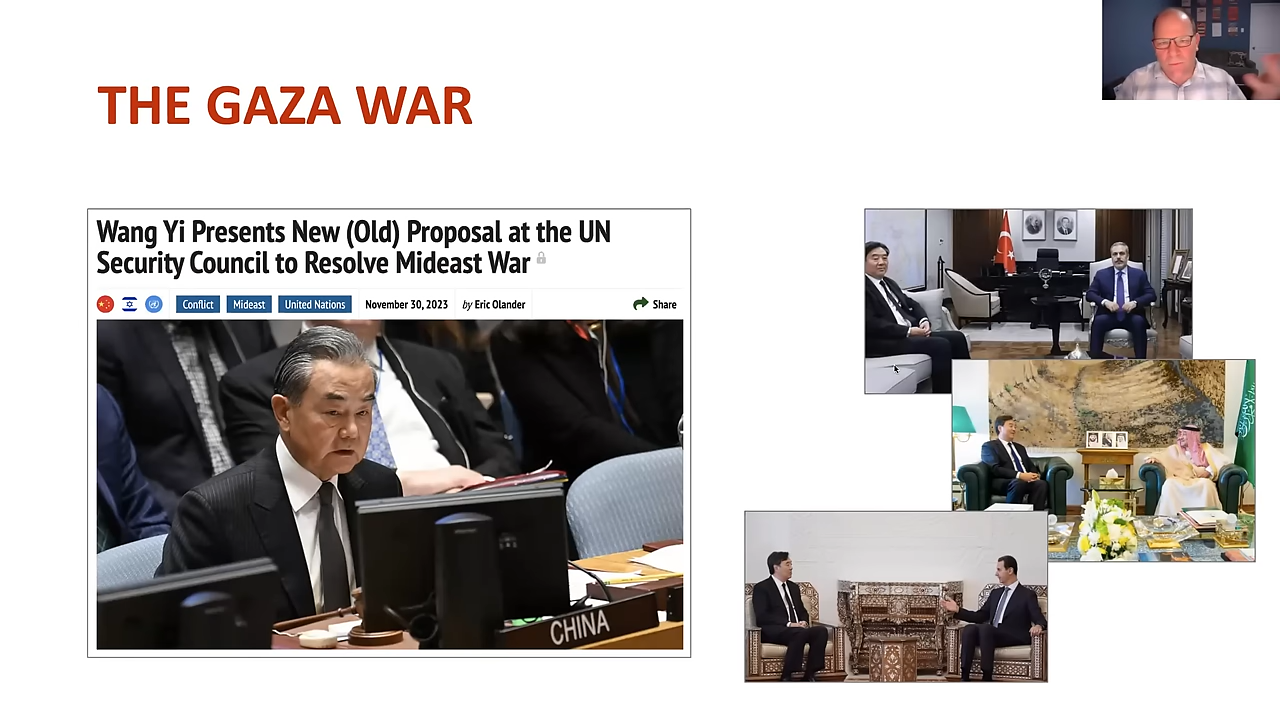 THE GAZA WAR
Wang Yi Presents New (Old) Proposal at the UN
Security Council to Resolve Mideast War
Conflict Mideast United Nations November 30, 2023 by Eric Olander Share
CHINA